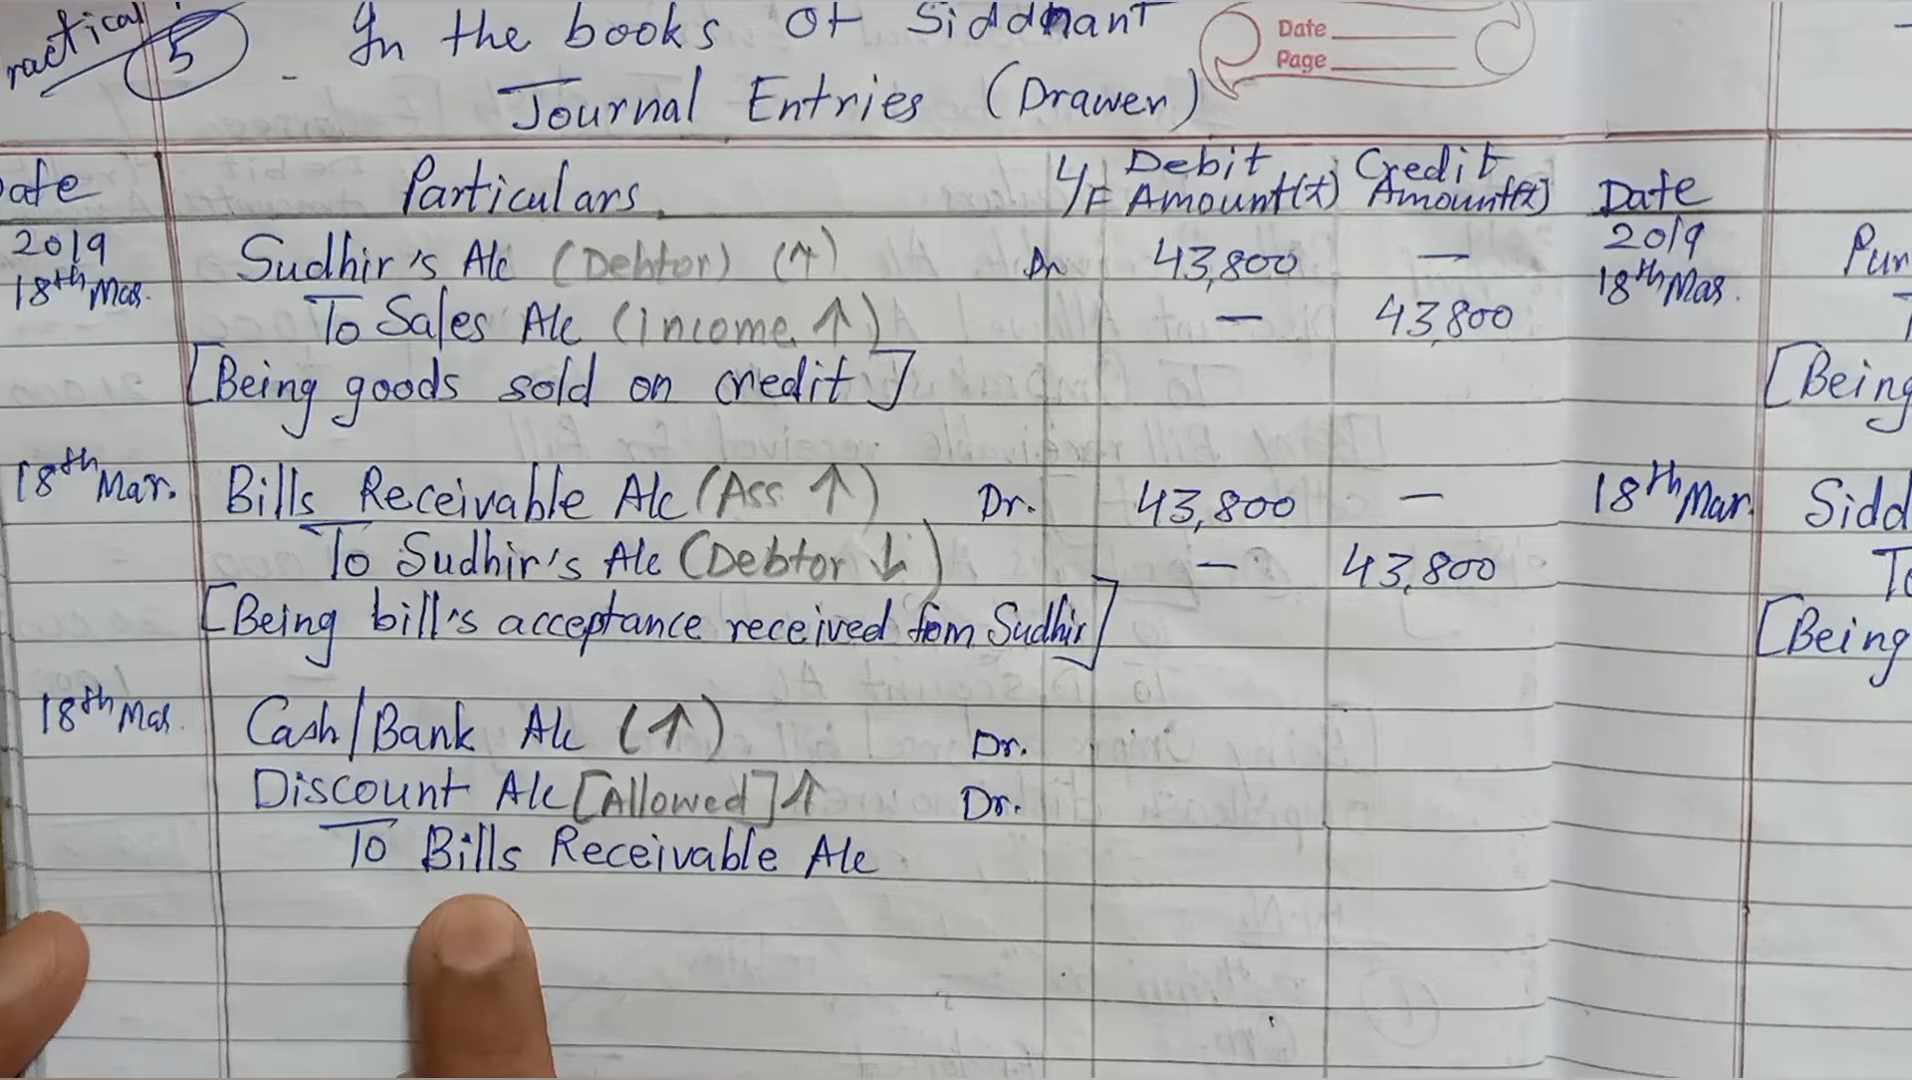 ractical
5
In the books of Siddhant
Date
Page
Journal Entries (Drawer)
Date Particulars L/F Debit Amount(₹) Credit Amount(₹) Date
2019 18th Mar. Sudhir's A/c (Debtor) (↑) Dr 43,800 — 2019 18th Mar. Pur
To Sales A/c (income ↑) — 43,800 T
[Being goods sold on credit] [Being
18th Mar. Bills Receivable A/c (Ass ↑) Dr. 43,800 — 18th Mar. Sidd
To Sudhir's A/c (Debtor ↓) — 43,800 To
[Being bill's acceptance received fom Sudhir] [Being
18th Mar. Cash/Bank A/c (↑) Dr.
Discount A/c [Allowed] ↑ Dr.
To Bills Receivable A/c